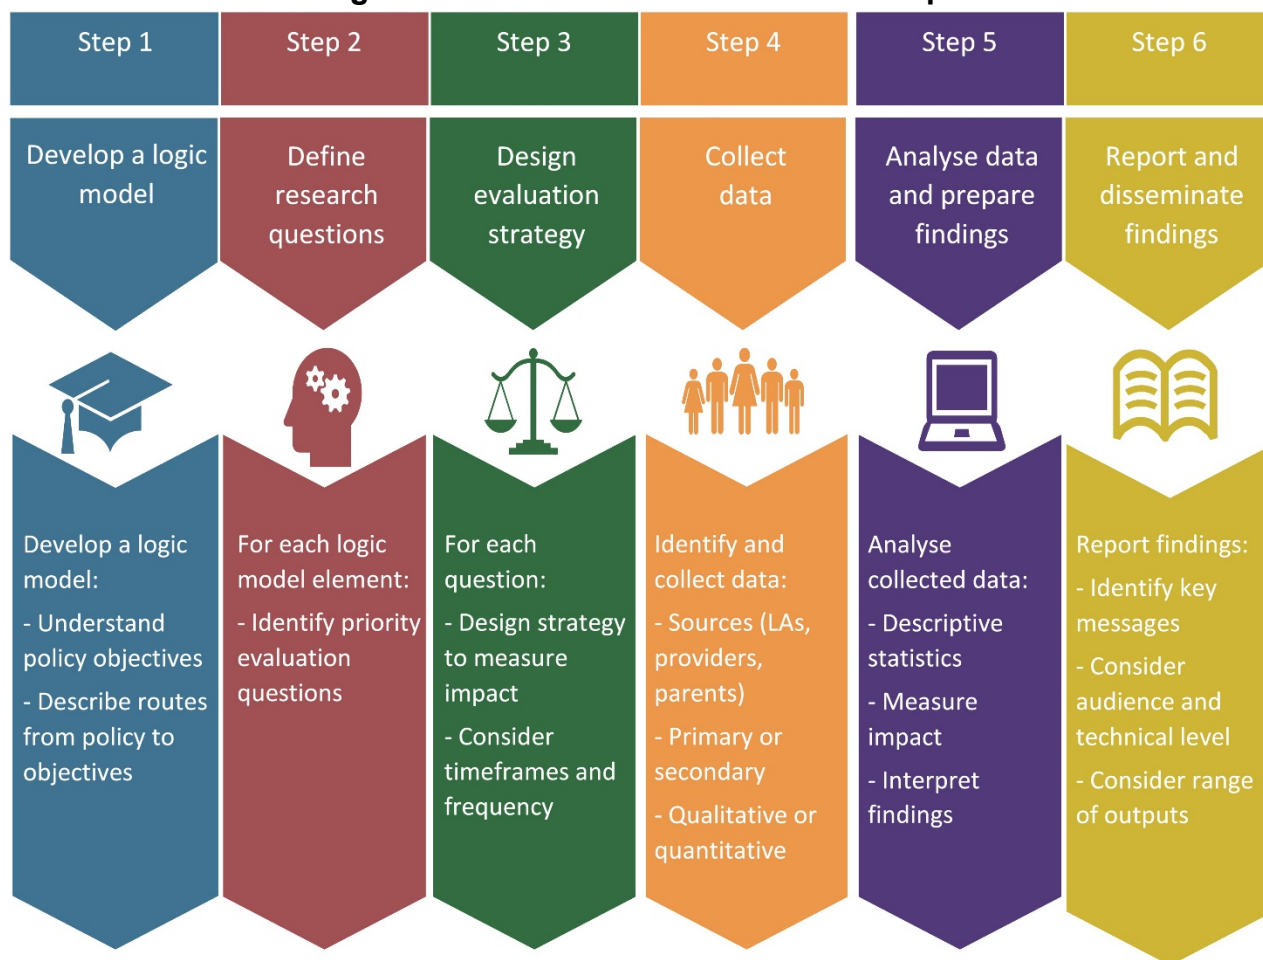 Step 1
Step 2
Step 3
Step 4
Step 5
Step 6
Develop a logic
model
Define
research
questions
Design
evaluation
strategy
Collect
data
Analyse data
and prepare
findings
Report and
disseminate
findings
Develop a logic
model:
- Understand
policy objectives
- Describe routes
from policy to
objectives
For each logic
model element:
- Identify priority
evaluation
questions
For each
question:
- Design strategy
to measure
impact
- Consider
timeframes and
frequency
Identify and
collect data:
- Sources (LAs,
providers,
parents)
- Primary or
secondary
- Qualitative or
quantitative
Analyse
collected data:
- Descriptive
statistics
- Measure
impact
- Interpret
findings
Report findings:
- Identify key
messages
- Consider
audience and
technical level
- Consider range
of outputs